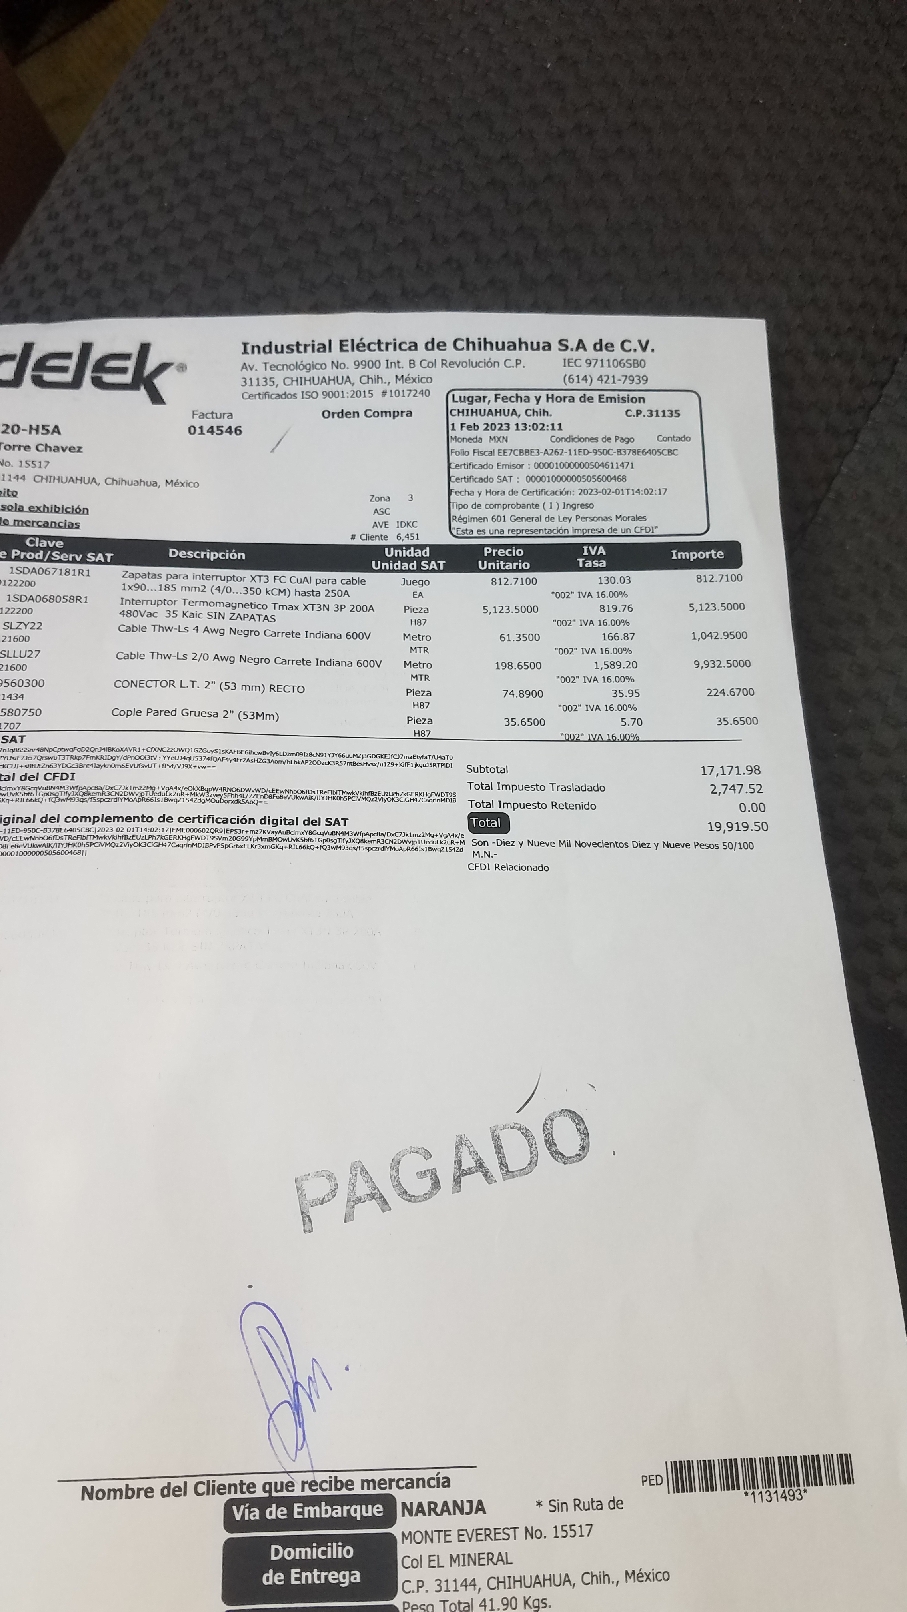 delek®
Industrial Eléctrica de Chihuahua S.A de C.V.
Av. Tecnológico No. 9900 Int. B Col Revolución C.P. IEC 971106SB0
31135, CHIHUAHUA, Chih., México (614) 421-7939
Certificados ISO 9001:2015 #1017240
Factura Orden Compra
014546
20-H5A
Torre Chavez
No. 15517
1144 CHIHUAHUA, Chihuahua, México
sola exhibición
mercancias
Zona 3
ASC
AVE 1DKC
# Cliente 6,451
Lugar, Fecha y Hora de Emision
CHIHUAHUA, Chih. C.P.31135
1 Feb 2023 13:02:11
Moneda MXN Condiciones de Pago Contado
Folio Fiscal EE7CBBE3-A262-11ED-950C-B378E6405CBC
Certificado Emisor : 00001000000504611471
Certificado SAT : 00001000000505600468
Fecha y Hora de Certificación: 2023-02-01T14:02:17
Tipo de comprobante ( I ) Ingreso
Régimen 601 General de Ley Personas Morales
"Esta es una representación impresa de un CFDI"
Clave Descripción Unidad Precio IVA Importe
e Prod/Serv SAT Unidad SAT Unitario Tasa
1SDA067181R1 Zapatas para interruptor XT3 FC CuAl para cable Juego 812.7100 130.03 812.7100
122200 1x90...185 mm2 (4/0...350 kCM) hasta 250A EA "002" IVA 16.00%
1SDA068058R1 Interruptor Termomagnetico Tmax XT3N 3P 200A Pieza 5,123.5000 819.76 5,123.5000
122200 480Vac 35 Kaic SIN ZAPATAS H87 "002" IVA 16.00%
SLZY22 Cable Thw-Ls 4 Awg Negro Carrete Indiana 600V Metro 61.3500 166.87 1,042.9500
21600 MTR "002" IVA 16.00%
SLLU27 Cable Thw-Ls 2/0 Awg Negro Carrete Indiana 600V Metro 198.6500 1,589.20 9,932.5000
21600 MTR "002" IVA 16.00%
9560300 CONECTOR L.T. 2" (53 mm) RECTO Pieza 74.8900 35.95 224.6700
1434 H87 "002" IVA 16.00%
580750 Cople Pared Gruesa 2" (53Mm) Pieza 35.6500 5.70 35.6500
1707 H87 "002" IVA 16.00%
SAT
tal del CFDI
iginal del complemento de certificación digital del SAT
00001000000505600468||
Subtotal 17,171.98
Total Impuesto Trasladado 2,747.52
Total Impuesto Retenido 0.00
Total 19,919.50
Son -Diez y Nueve Mil Novecientos Diez y Nueve Pesos 50/100
M.N.-
CFDI Relacionado
PAGADO
Nombre del Cliente que recibe mercancía
PED *1131493*
Vía de Embarque NARANJA * Sin Ruta de
Domicilio de Entrega
MONTE EVEREST No. 15517
Col EL MINERAL
C.P. 31144, CHIHUAHUA, Chih., México
Peso Total 41.90 Kgs.